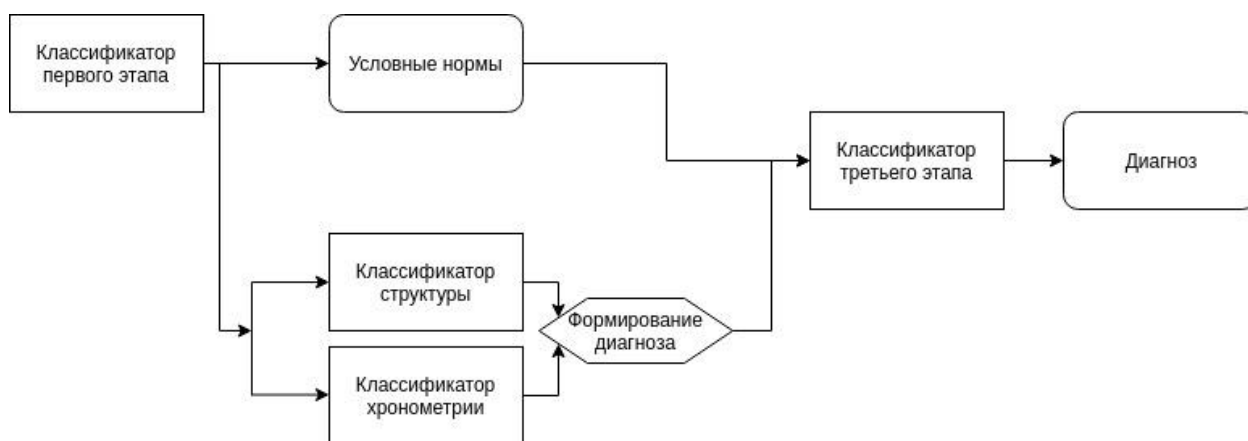 Классификатор
первого этапа
Условные нормы
Классификатор
третьего этапа
Диагноз
Классификатор
структуры
Формирование
диагноза
Классификатор
хронометрии